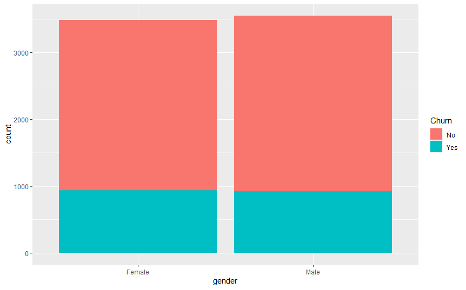 3000
2000
1000
0
count
Female
Male
gender
Churn
No
Yes